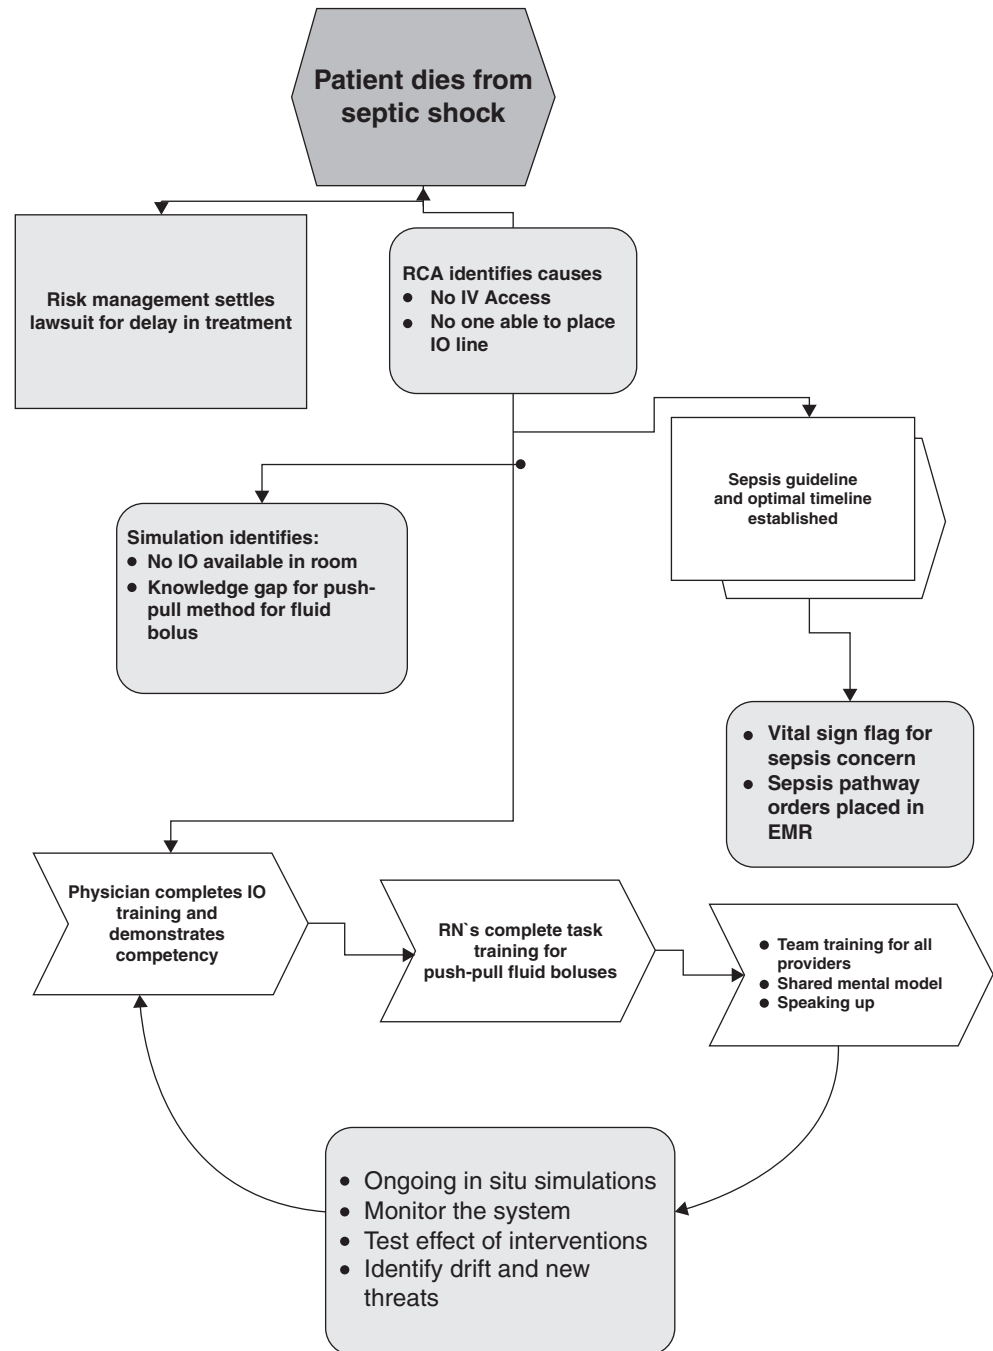 Patient dies from
septic shock
Risk management settles
lawsuit for delay in treatment
RCA identifies causes
● No IV Access
● No one able to place
IO line
Sepsis guideline
and optimal timeline
established
Simulation identifies:
● No IO available in room
● Knowledge gap for push-
pull method for fluid
bolus
● Vital sign flag for
sepsis concern
● Sepsis pathway
orders placed in
EMR
Physician completes IO
training and
demonstrates
competency
RN`s complete task
training for
push-pull fluid boluses
● Team training for all
providers
● Shared mental model
● Speaking up
● Ongoing in situ simulations
● Monitor the system
● Test effect of interventions
● Identify drift and new
threats